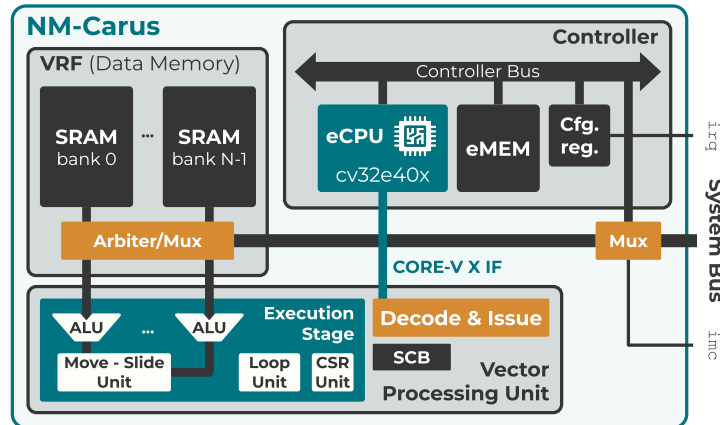 NM-Carus
VRF (Data Memory)
SRAM
bank 0
...
SRAM
bank N-1
Arbiter/Mux
Controller
Controller Bus
eCPU
cv32e40x
eMEM
Cfg.
reg.
Mux
irq
System Bus
imc
CORE-V X IF
Execution
Stage
ALU
...
ALU
Move - Slide
Unit
Loop
Unit
CSR
Unit
Decode & Issue
SCB
Vector
Processing Unit